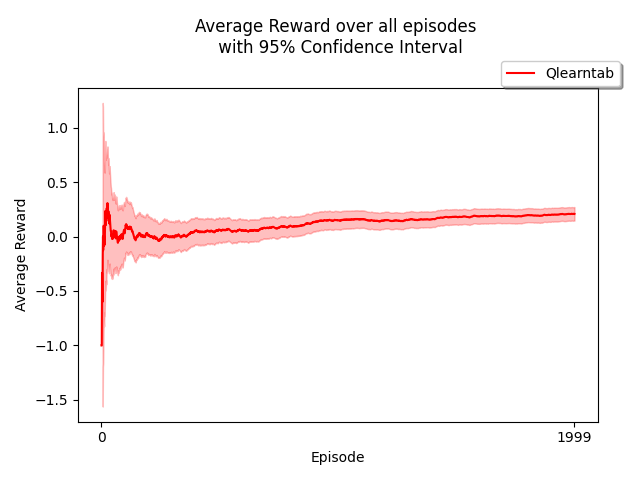 Average Reward over all episodes
with 95% Confidence Interval
Qlearntab
Average Reward
1.0
0.5
0.0
−0.5
−1.0
−1.5
0
1999
Episode